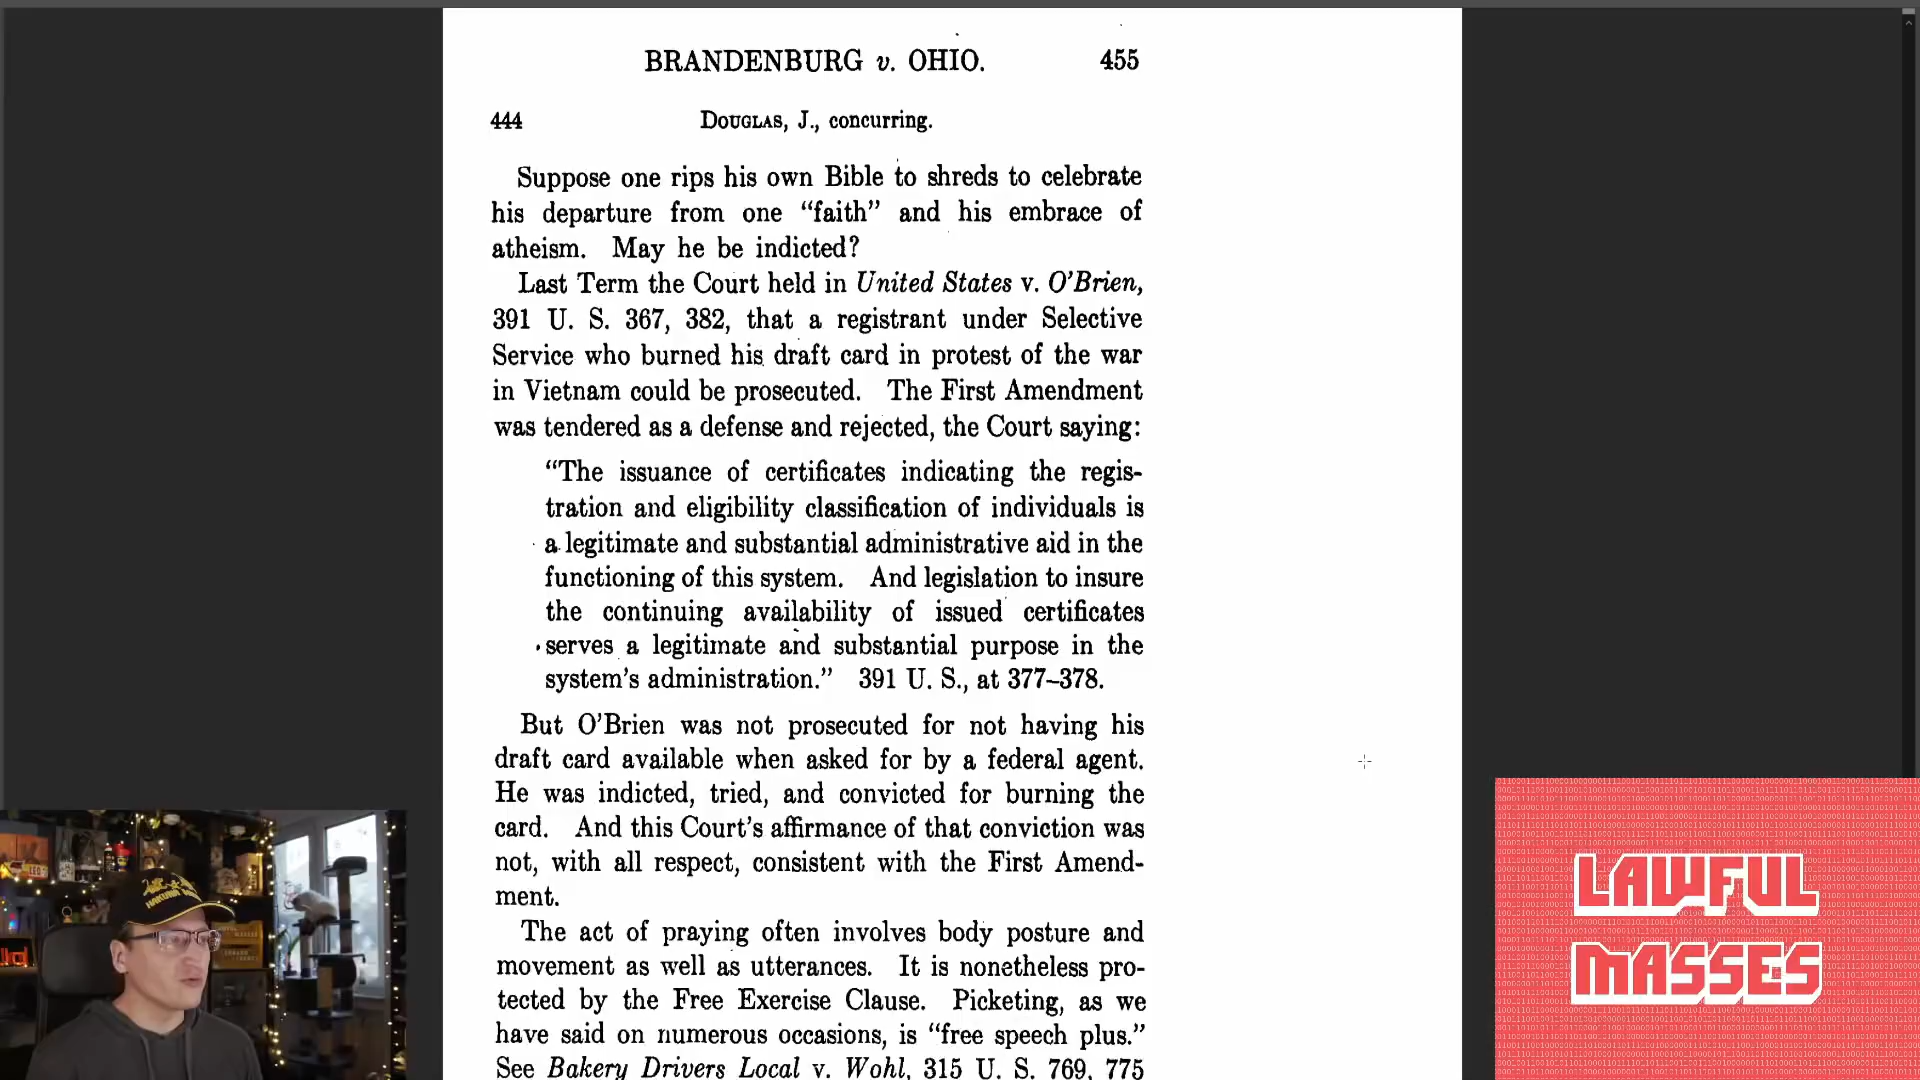 BRANDENBURG v. OHIO. 455
444 DOUGLAS, J., concurring.
Suppose one rips his own Bible to shreds to celebrate
his departure from one “faith” and his embrace of
atheism. May he be indicted?
Last Term the Court held in United States v. O’Brien,
391 U. S. 367, 382, that a registrant under Selective
Service who burned his draft card in protest of the war
in Vietnam could be prosecuted. The First Amendment
was tendered as a defense and rejected, the Court saying:
“The issuance of certificates indicating the regis-
tration and eligibility classification of individuals is
a legitimate and substantial administrative aid in the
functioning of this system. And legislation to insure
the continuing availability of issued certificates
serves a legitimate and substantial purpose in the
system’s administration.” 391 U. S., at 377–378.
But O’Brien was not prosecuted for not having his
draft card available when asked for by a federal agent.
He was indicted, tried, and convicted for burning the
card. And this Court’s affirmance of that conviction was
not, with all respect, consistent with the First Amend-
ment.
The act of praying often involves body posture and
movement as well as utterances. It is nonetheless pro-
tected by the Free Exercise Clause. Picketing, as we
have said on numerous occasions, is “free speech plus.”
See Bakery Drivers Local v. Wohl, 315 U. S. 769, 775
LAWFUL
MASSES